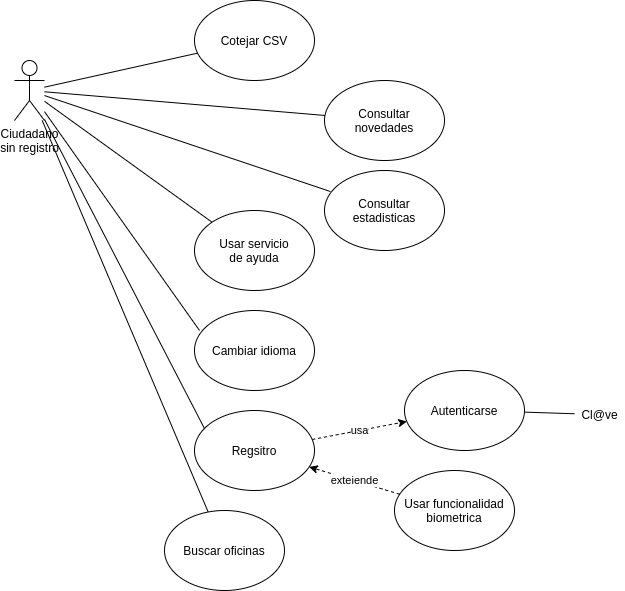 Cotejar CSV
Consultar
novedades
Ciudadano
sin registro
Consultar
estadisticas
Usar servicio
de ayuda
Cambiar idioma
Autenticarse
Cl@ve
usa
Regsitro
exteiende
Usar funcionalidad
biometrica
Buscar oficinas